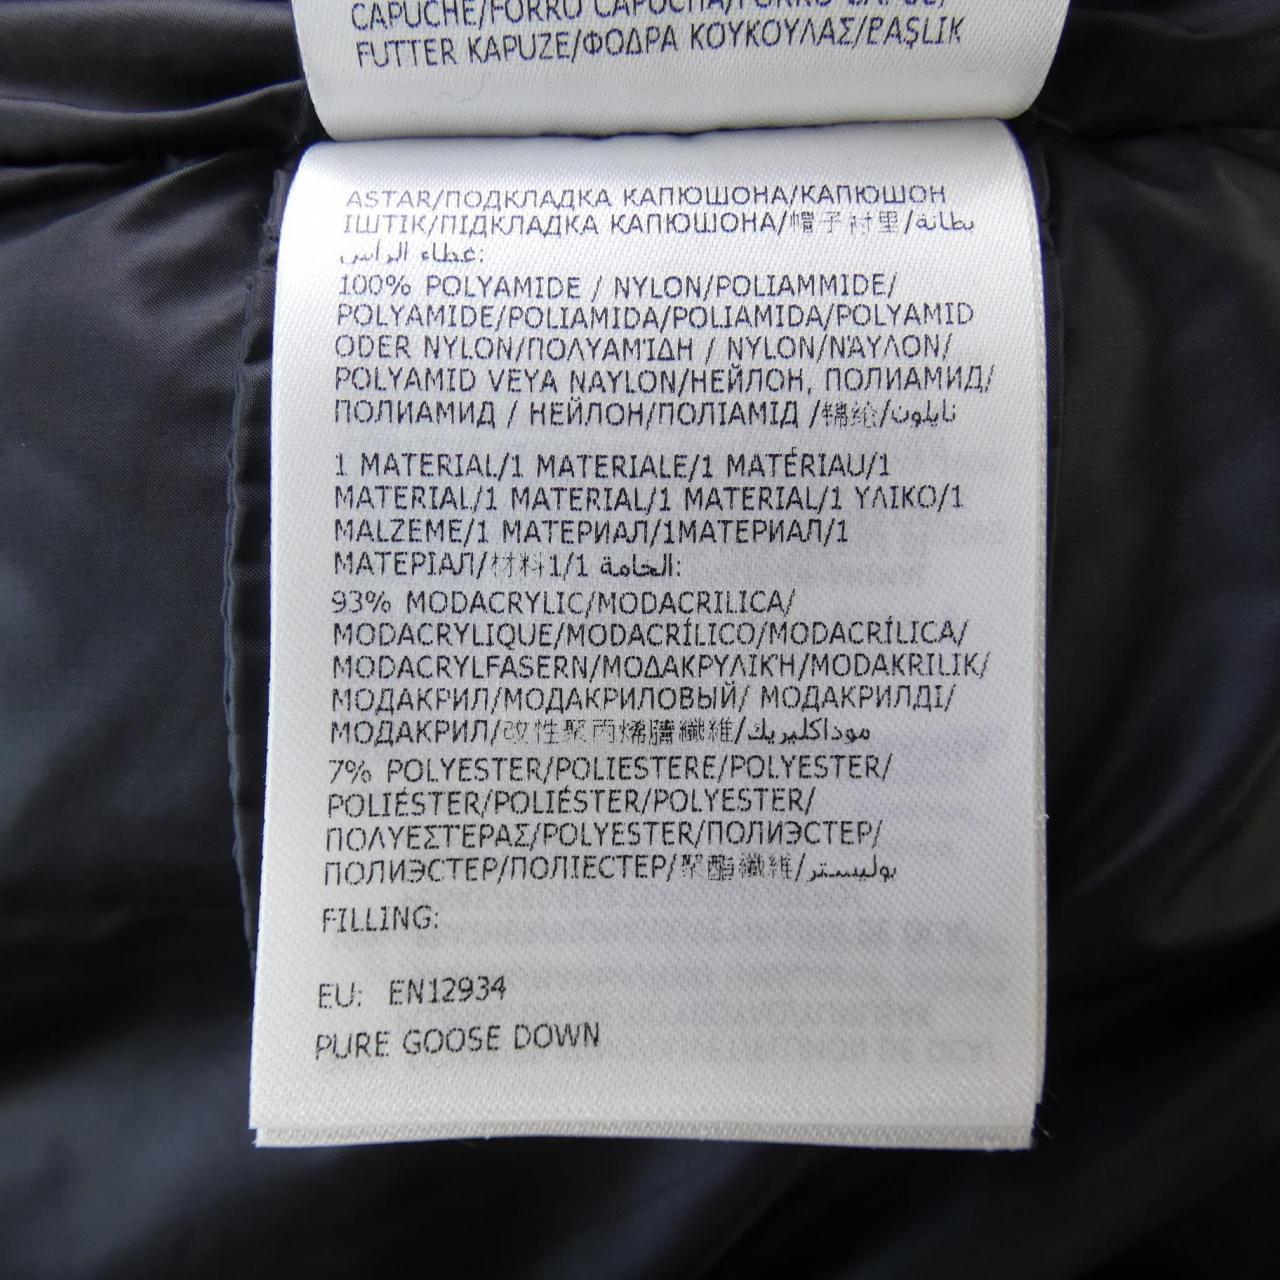 CAPUCHE/FORRO CAPUCHA/FORRO
FUTTER KAPUZE/ΦΟΔΡΑ ΚΟΥΚΟΥΛΑΣ/BAŞLIK
ASTAR/ПОДКЛАДКА КАПЮШОНА/КАПЮШОН
ІШТІК/ПІДКЛАДКА КАПЮШОНА/帽子衬里/بطانة
غطاء الرأس:
100% POLYAMIDE / NYLON/POLIAMMIDE/
POLYAMIDE/POLIAMIDA/POLIAMIDA/POLYAMID
ODER NYLON/ΠΟΛΥΑΜΊΔΗ / NYLON/ΝΆΥΛΟΝ/
POLYAMID VEYA NAYLON/НЕЙЛОН, ПОЛИАМИД/
ПОЛИАМИД / НЕЙЛОН/ПОЛІАМІД /锦纶/نايلون
1 MATERIAL/1 MATERIALE/1 MATÉRIAU/1
MATERIAL/1 MATERIAL/1 MATERIAL/1 ΥΛΙΚΟ/1
MALZEME/1 МАТЕРИАЛ/1МАТЕРИАЛ/1
МАТЕРІАЛ/材料1/1 الخامة:
93% MODACRYLIC/MODACRILICA/
MODACRYLIQUE/MODACRÍLICO/MODACRÍLICA/
MODACRYLFASERN/ΜΟΔΑΚΡΥΛΙΚΉ/MODAKRILIK/
МОДАКРИЛ/МОДАКРИЛОВЫЙ/ МОДАКРИЛДІ/
МОДАКРИЛ/改性聚丙烯腈纖維/موداكليريك
7% POLYESTER/POLIESTERE/POLYESTER/
POLIÉSTER/POLIÉSTER/POLYESTER/
ΠΟΛΥΕΣΤΕΡΑΣ/POLYESTER/ПОЛИЭСТЕР/
ПОЛИЭСТЕР/ПОЛІЕСТЕР/聚酯纖維/بوليستر
FILLING:
EU: EN12934
PURE GOOSE DOWN